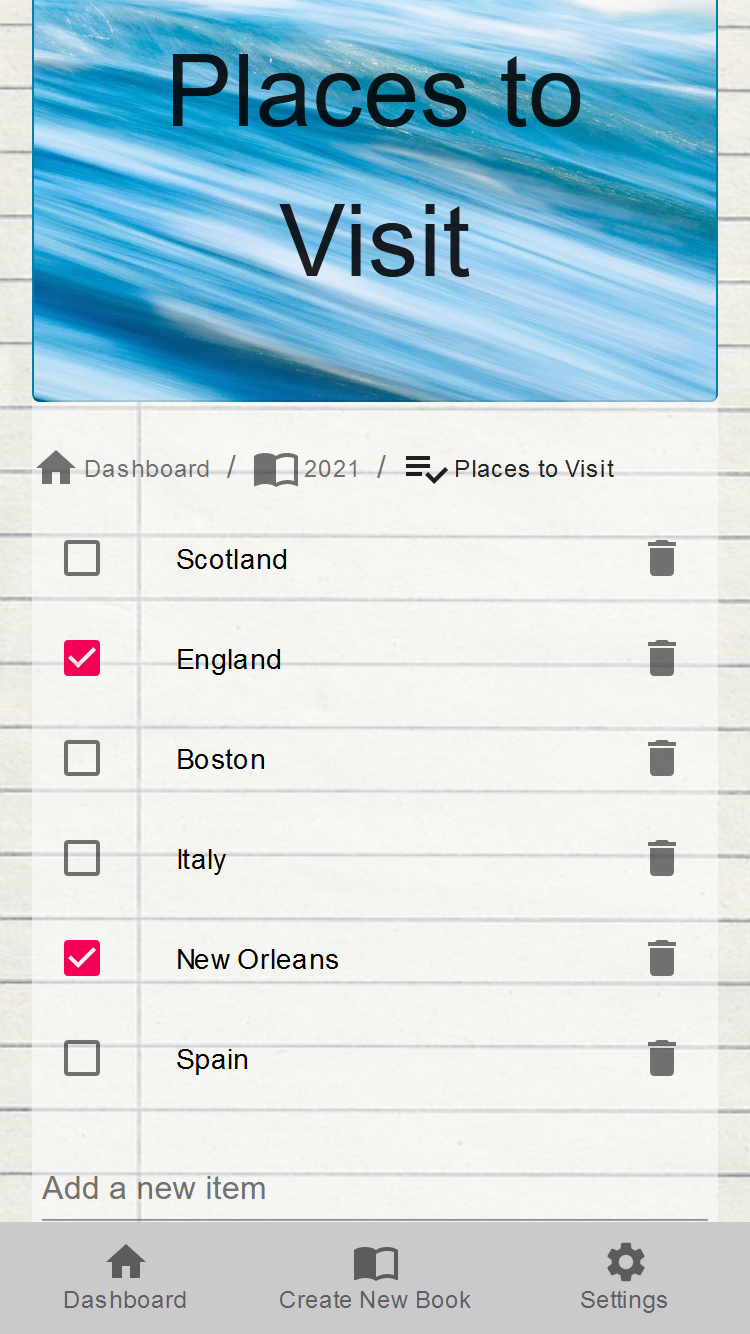 Places to
Visit
Dashboard / 2021 / Places to Visit
Scotland
England
Boston
Italy
New Orleans
Spain
Add a new item
Dashboard Create New Book Settings